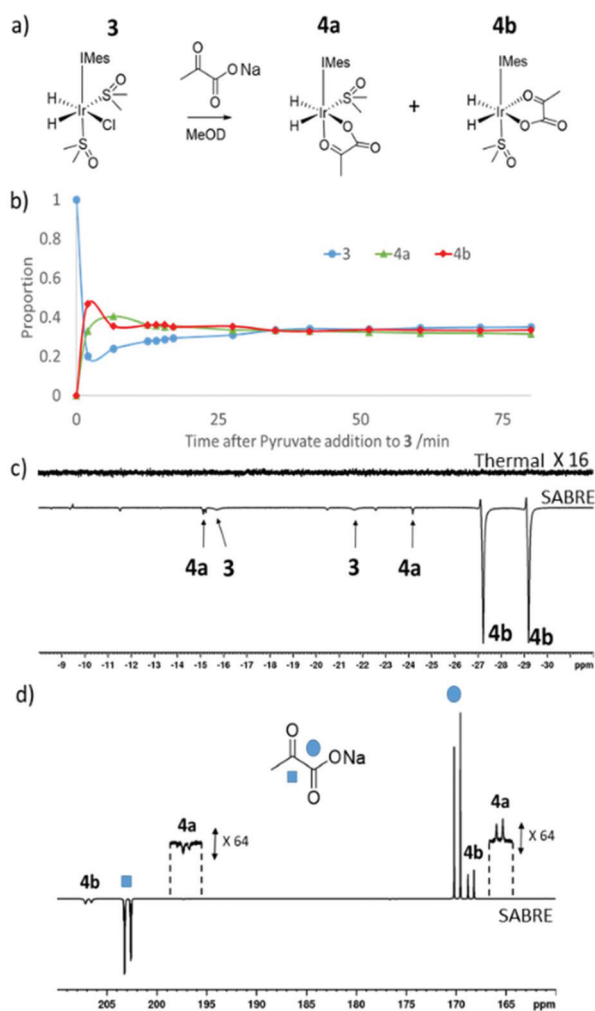 a) 3 4a 4b
IMes IMes IMes
O ONa O
H S H S H O
Ir Ir + Ir
H Cl MeOD H O O H O O
S O O S
O O
b)
1
0.8
0.6
0.4
0.2
0
Proportion
3 4a 4b
0 25 50 75
Time after Pyruvate addition to 3 /min
c)
Thermal X 16
SABRE
4a 3 3 4a 4b 4b
-9 -10 -11 -12 -13 -14 -15 -16 -17 -18 -19 -20 -21 -22 -23 -24 -25 -26 -27 -28 -29 -30 ppm
d)
O
ONa
O
4a X 64
4a X 64
4b
4b
SABRE
205 200 195 190 185 180 175 170 165 ppm